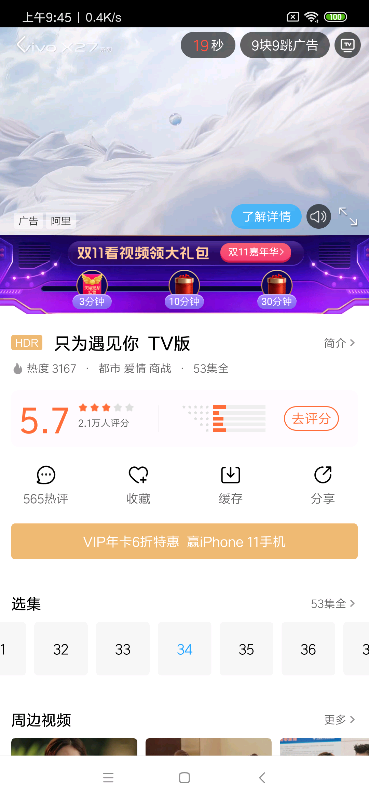 上午9:45 | 0.4K/s
100
vivo X27
19秒
9块9跳广告
TV
了解详情
广告 阿里
双11看视频领大礼包
双11嘉年华>
3分钟
10分钟
30分钟
HDR 只为遇见你 TV版
简介>
热度 3167 · 都市 爱情 商战 · 53集全
5.7
2.1万人评分
去评分
565热评
收藏
缓存
分享
VIP年卡6折特惠 赢iPhone 11手机
选集
53集全>
1 32 33 34 35 36 3
周边视频
更多>